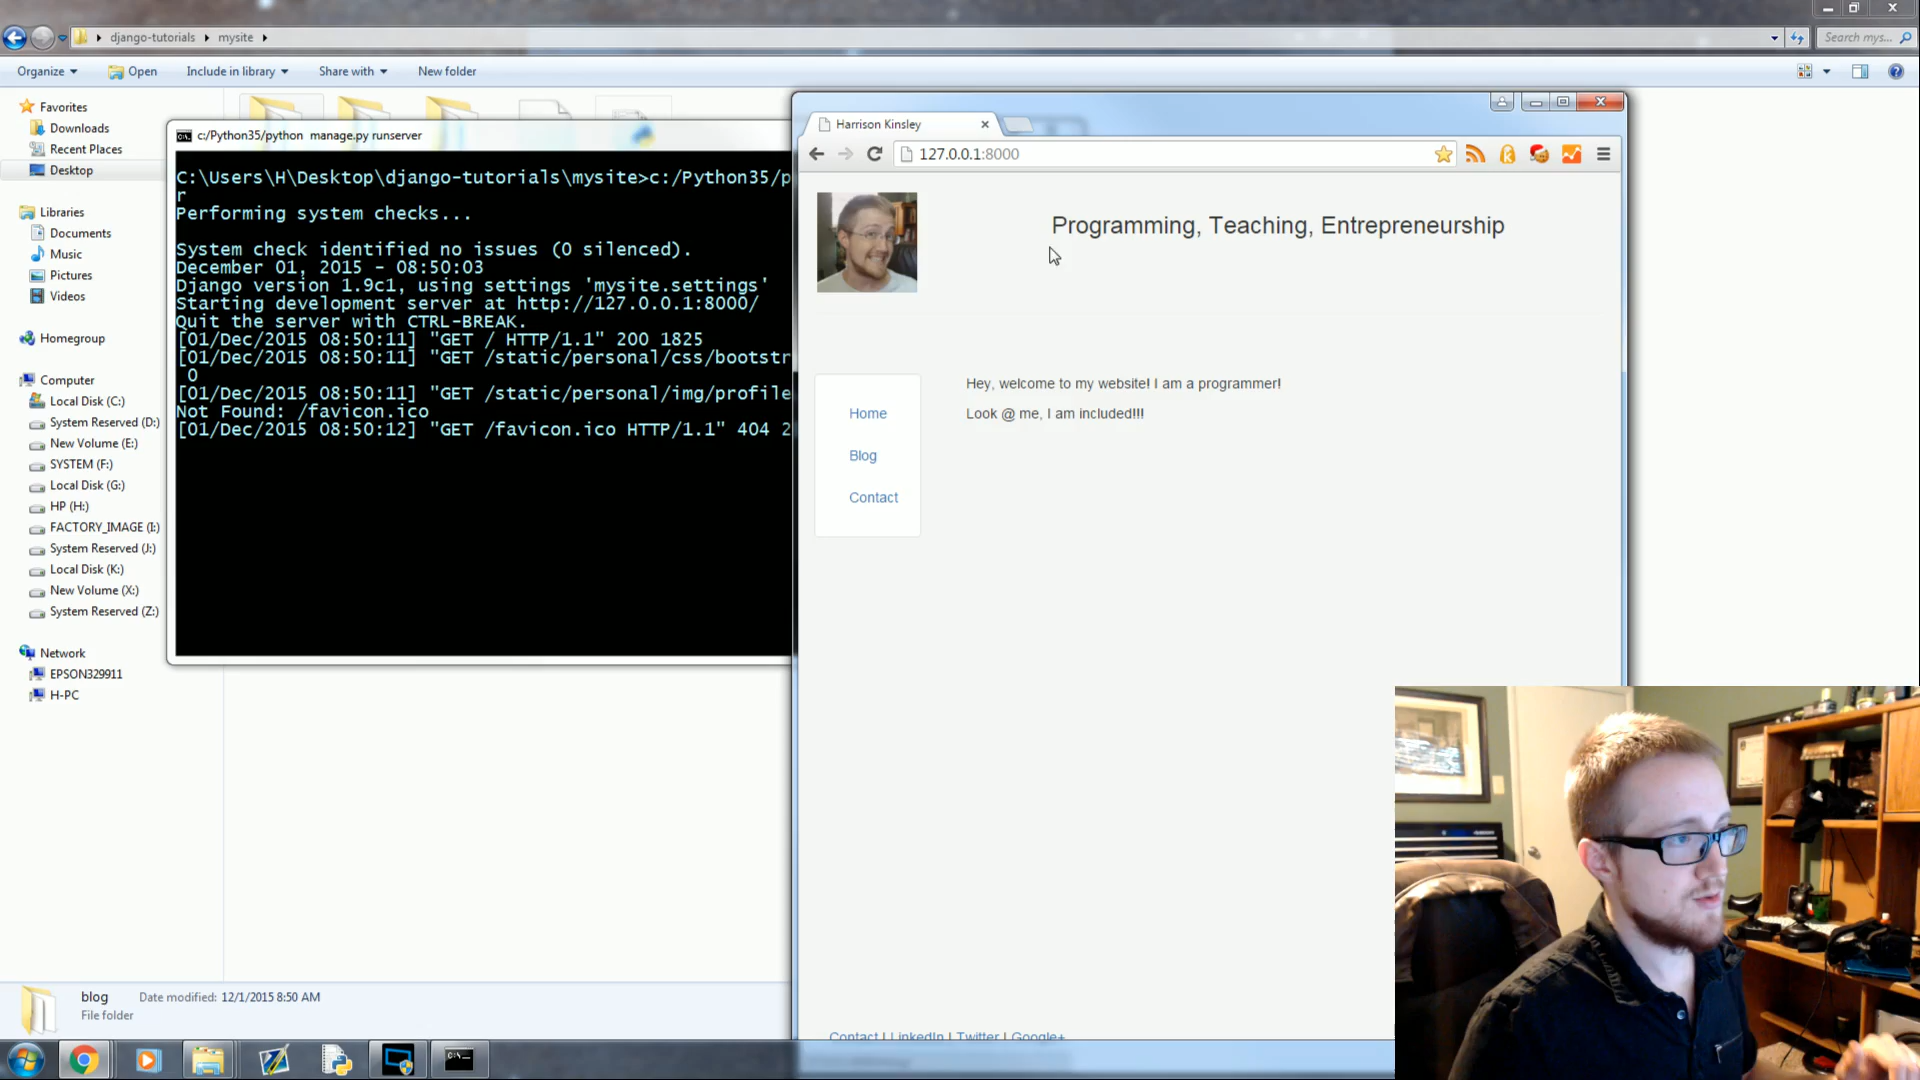 django-tutorials
mysite
Search mys...
Organize
Open
Include in library
Share with
New folder
Favorites
Downloads
Recent Places
Desktop
Libraries
Documents
Music
Pictures
Videos
Homegroup
Computer
Local Disk (C:)
System Reserved (D:)
New Volume (E:)
SYSTEM (F:)
Local Disk (G:)
HP (H:)
FACTORY_IMAGE (I:)
System Reserved (J:)
Local Disk (K:)
New Volume (X:)
System Reserved (Z:)
Network
EPSON329911
H-PC
c:/Python35/python manage.py runserver
C:\Users\H\Desktop\django-tutorials\mysite>c:/Python35/p
r
Performing system checks...
System check identified no issues (0 silenced).
December 01, 2015 - 08:50:03
Django version 1.9c1, using settings 'mysite.settings'
Starting development server at http://127.0.0.1:8000/
Quit the server with CTRL-BREAK.
[01/Dec/2015 08:50:11] "GET / HTTP/1.1" 200 1825
[01/Dec/2015 08:50:11] "GET /static/personal/css/bootstr
0
[01/Dec/2015 08:50:11] "GET /static/personal/img/profile
Not Found: /favicon.ico
[01/Dec/2015 08:50:12] "GET /favicon.ico HTTP/1.1" 404 2
Harrison Kinsley
127.0.0.1:8000
Programming, Teaching, Entrepreneurship
Home
Blog
Contact
Hey, welcome to my website! I am a programmer!
Look @ me, I am included!!!
Contact | LinkedIn | Twitter | Google+
blog
Date modified: 12/1/2015 8:50 AM
File folder